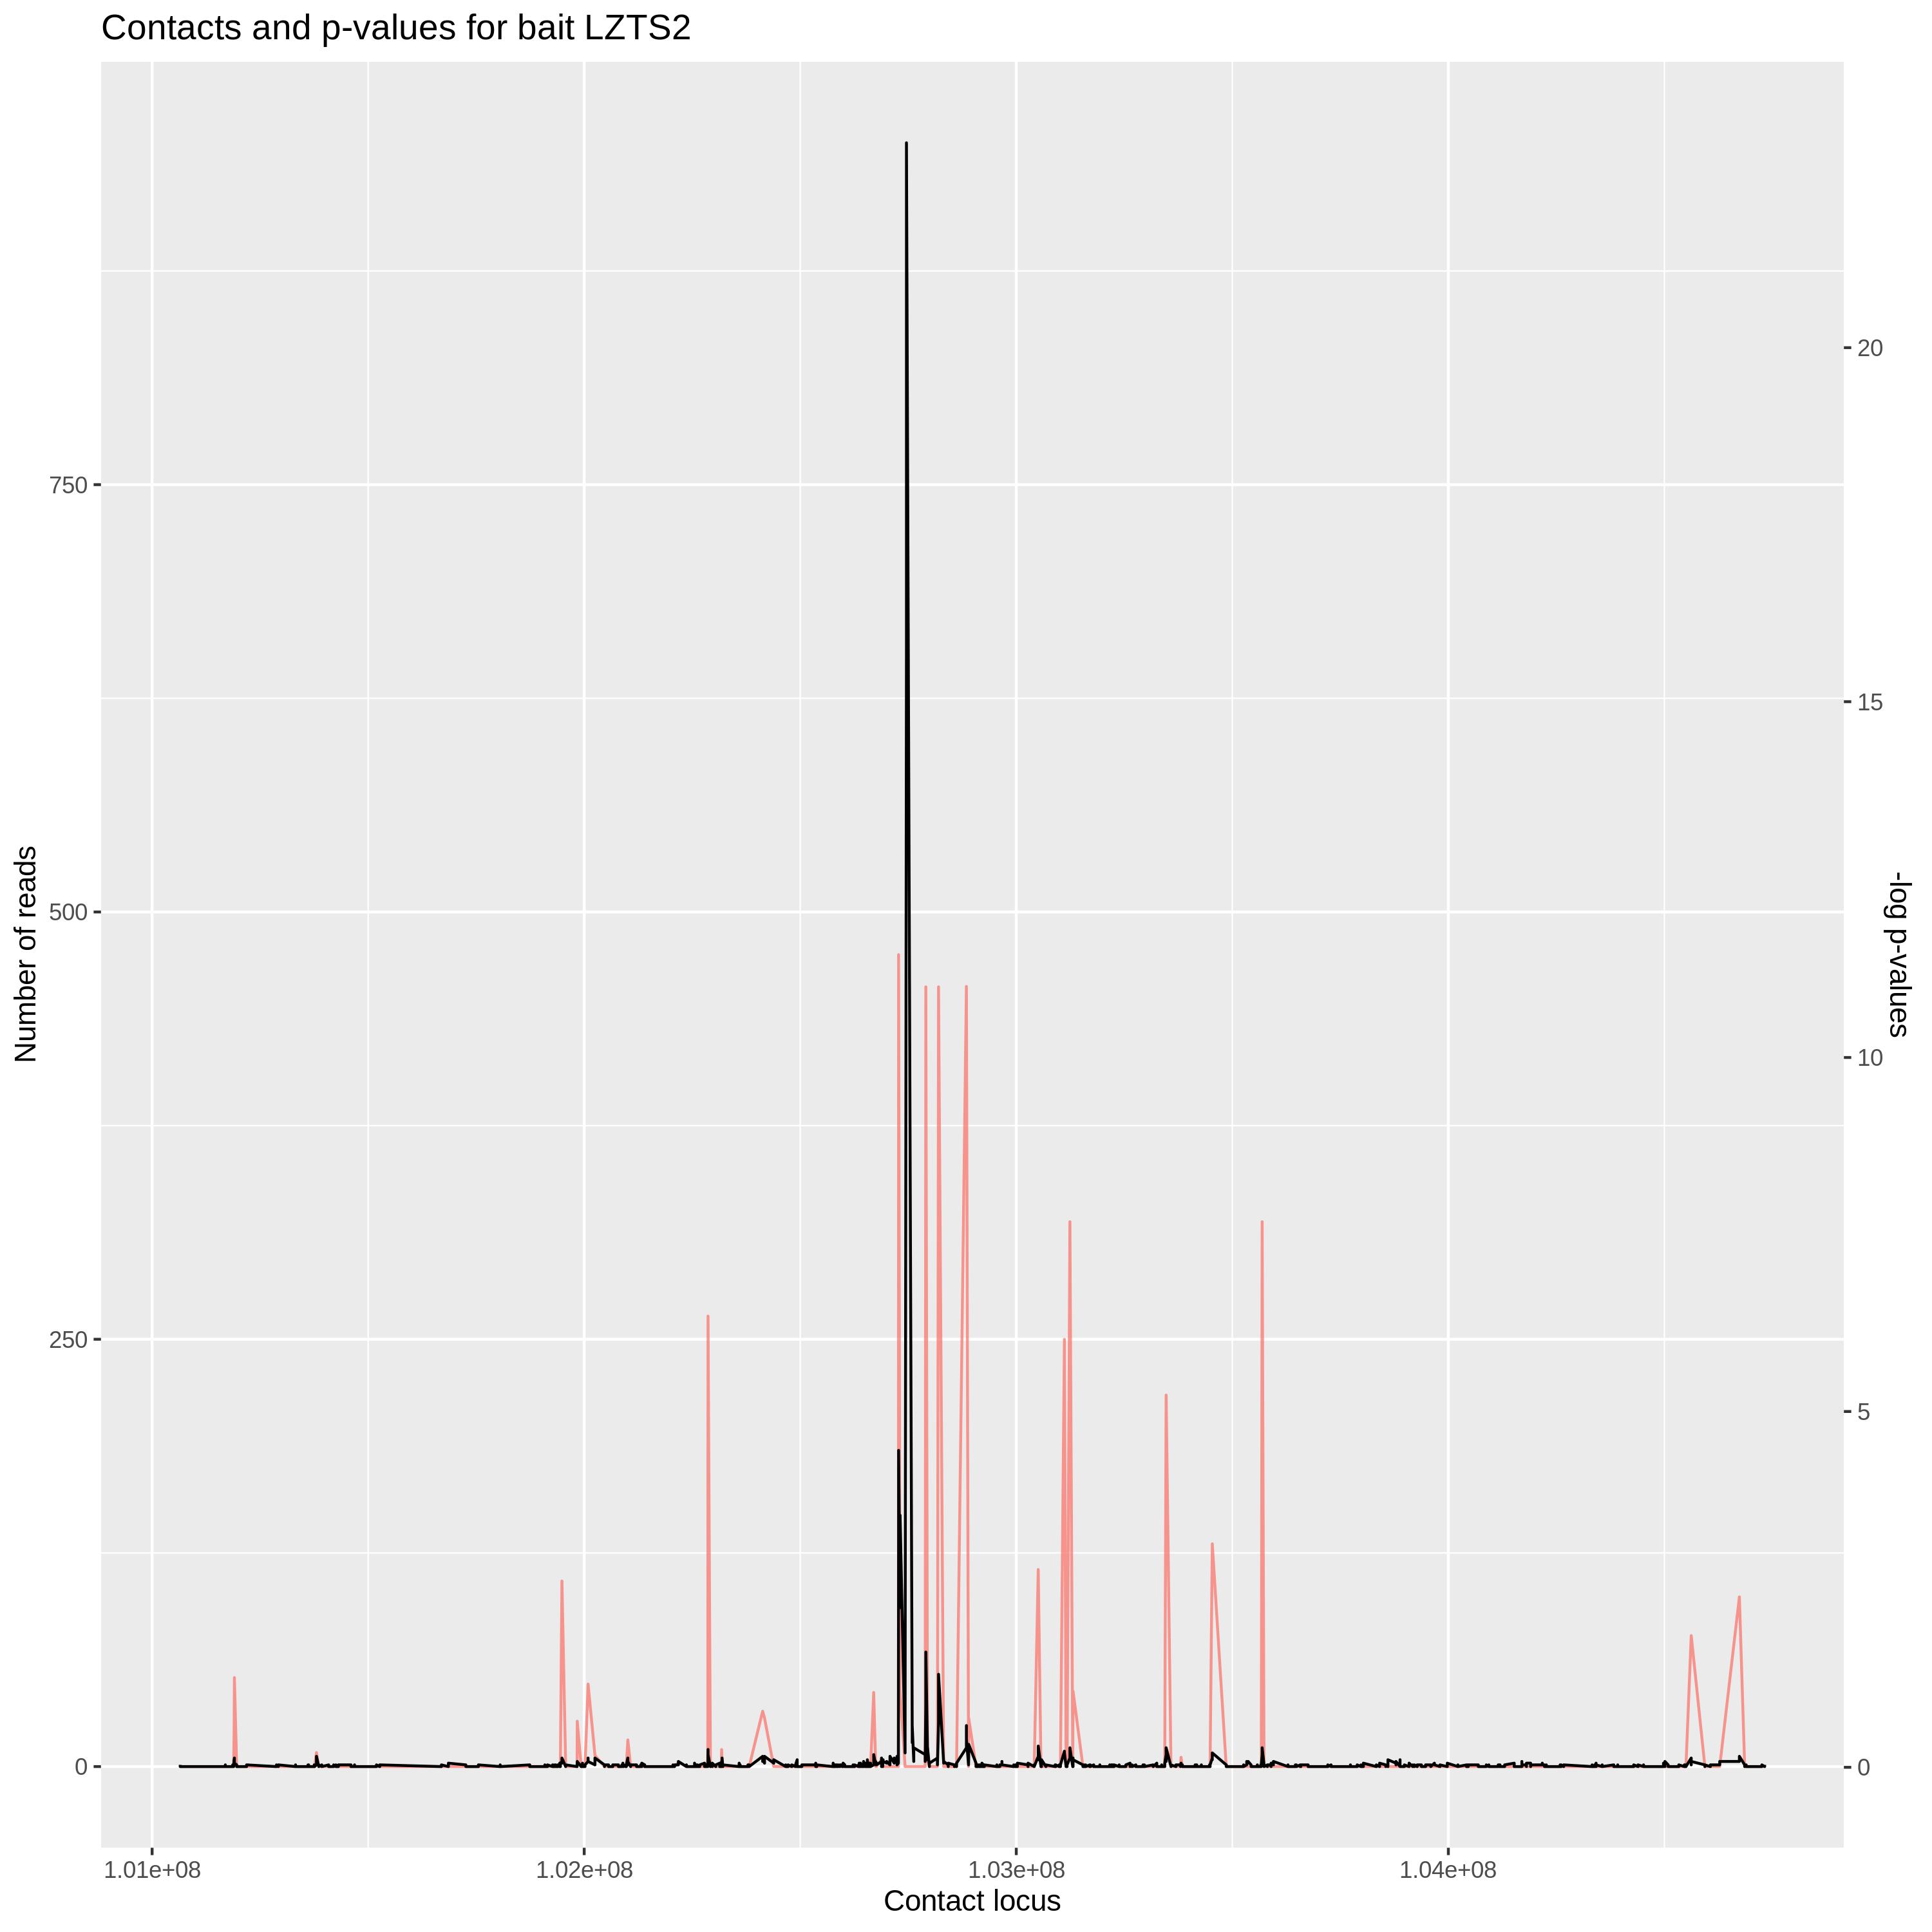 Contacts and p-values for bait LZTS2
Number of reads
750
500
250
0
20
15
10
5
0
-log p-values
1.01e+08
1.02e+08
1.03e+08
1.04e+08
Contact locus